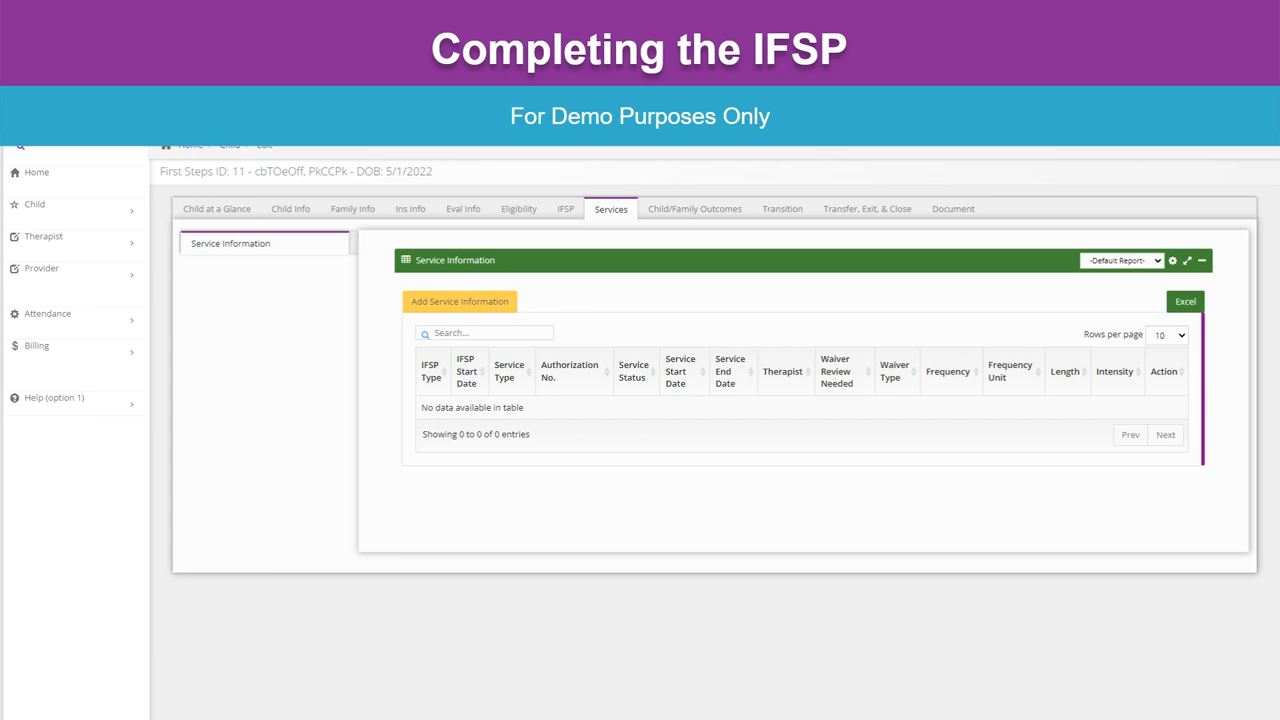 Completing the IFSP
For Demo Purposes Only
Home Child Edit
First Steps ID: 11 - cbTOeOff, PkCCPk - DOB: 5/1/2022
Home
Child
Therapist
Provider
Attendance
Billing
Help (option 1)
Child at a Glance Child Info Family Info Ins Info Eval Info Eligibility IFSP Services Child/Family Outcomes Transition Transfer, Exit, & Close Document
Service Information
Service Information -Default Report-
Add Service Information Excel
Search... Rows per page 10
IFSP Type IFSP Start Date Service Type Authorization No. Service Status Service Start Date Service End Date Therapist Waiver Review Needed Waiver Type Frequency Frequency Unit Length Intensity Action
No data available in table
Showing 0 to 0 of 0 entries Prev Next